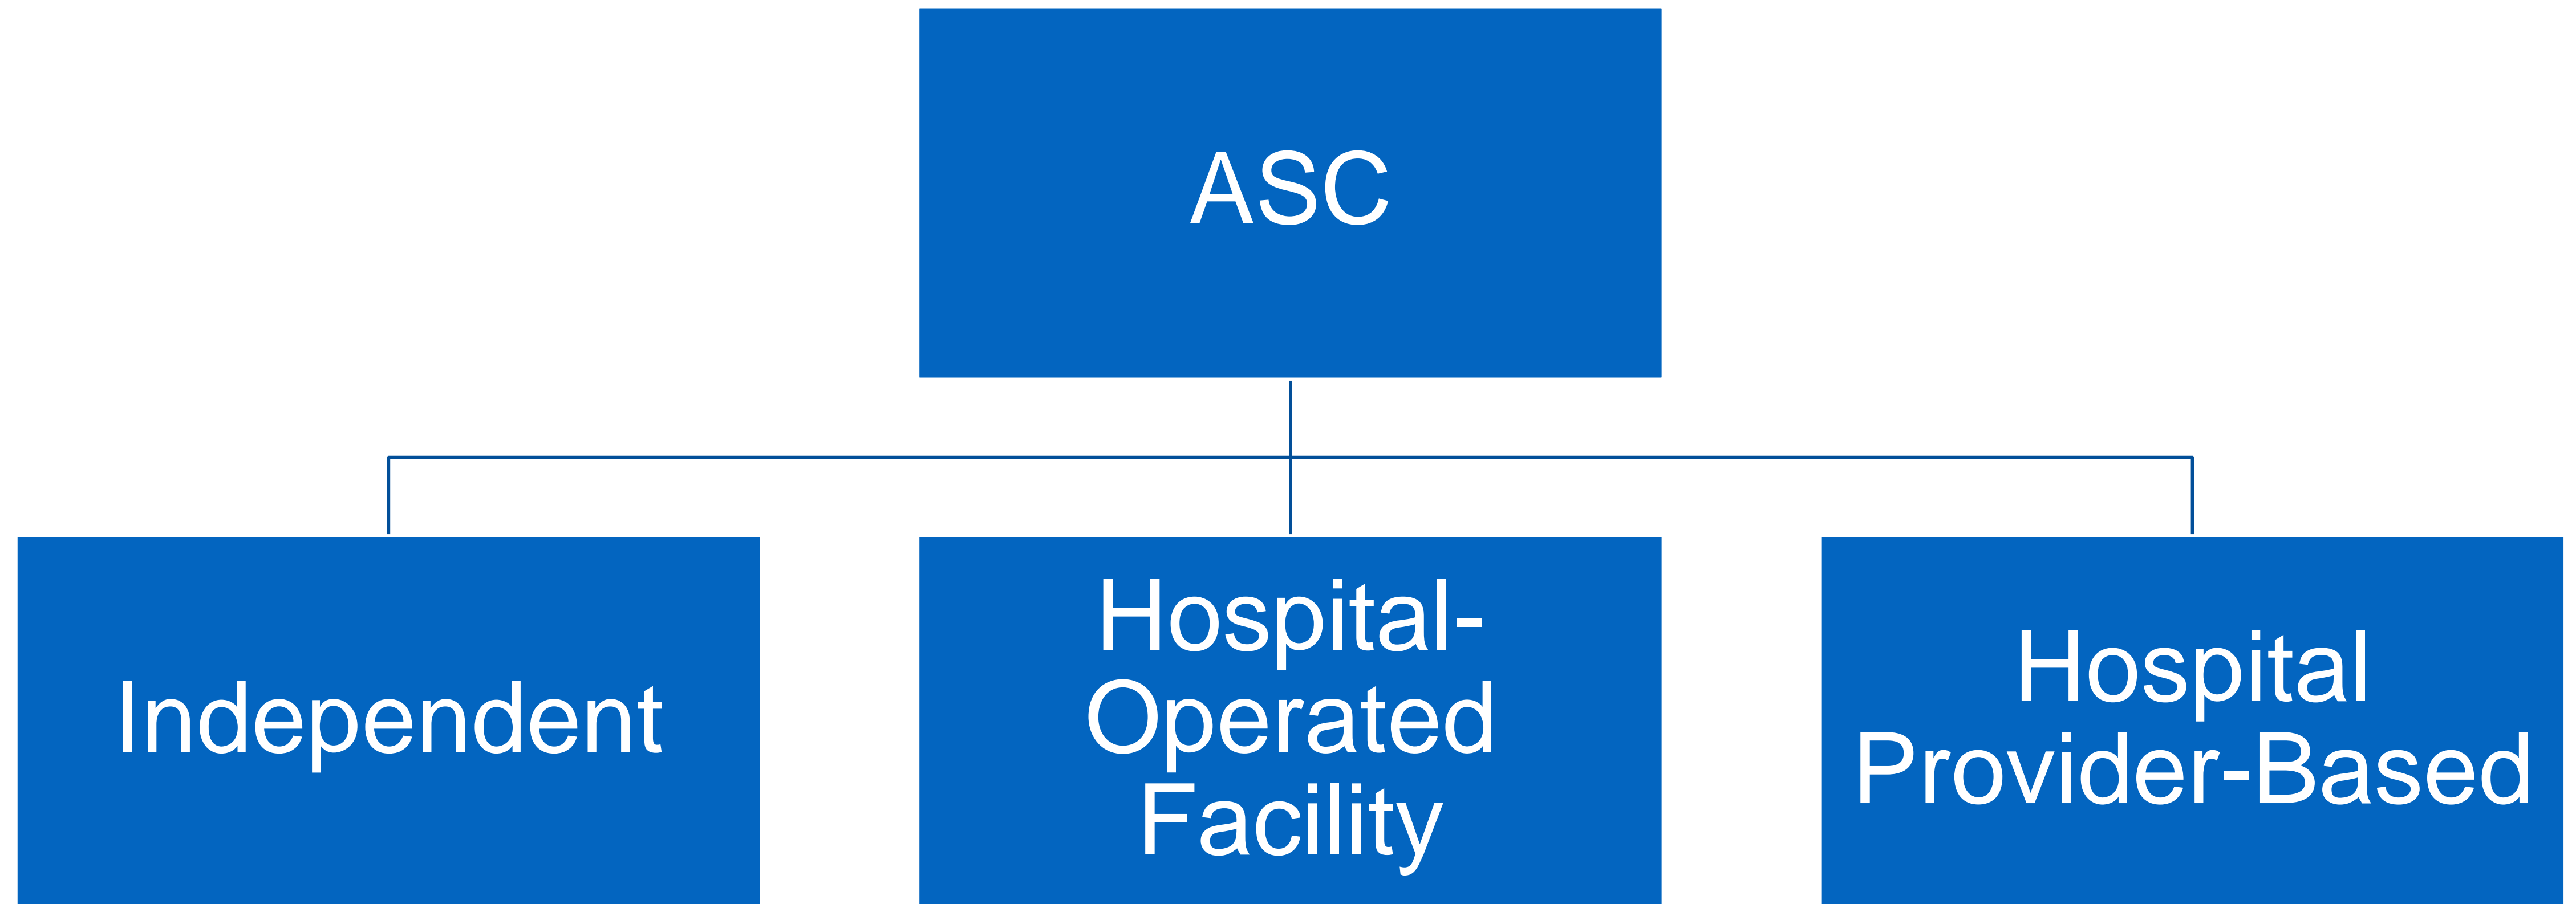 ASC
Independent
Hospital-
Operated
Facility
Hospital
Provider-Based